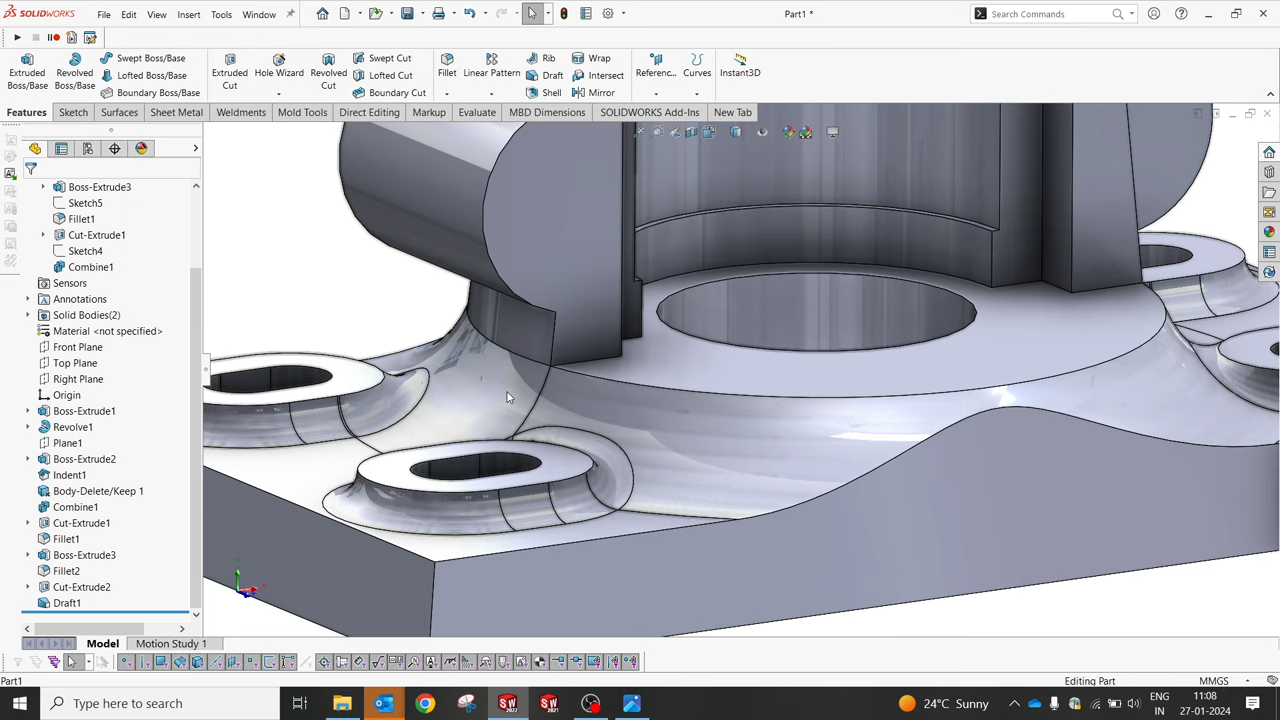 SOLIDWORKS File Edit View Insert Tools Window Part1 * Search Commands
Swept Boss/Base Swept Cut Rib Wrap
Extruded Boss/Base Revolved Boss/Base Lofted Boss/Base Extruded Cut Hole Wizard Revolved Cut Lofted Cut Fillet Linear Pattern Draft Intersect Referenc... Curves Instant3D
Boundary Boss/Base Boundary Cut Shell Mirror
Features Sketch Surfaces Sheet Metal Weldments Mold Tools Direct Editing Markup Evaluate MBD Dimensions SOLIDWORKS Add-Ins New Tab
Boss-Extrude3
Sketch5
Fillet1
Cut-Extrude1
Sketch4
Combine1
Sensors
Annotations
Solid Bodies(2)
Material <not specified>
Front Plane
Top Plane
Right Plane
Origin
Boss-Extrude1
Revolve1
Plane1
Boss-Extrude2
Indent1
Body-Delete/Keep 1
Combine1
Cut-Extrude1
Fillet1
Boss-Extrude3
Fillet2
Cut-Extrude2
Draft1
Model Motion Study 1
Part1 Editing Part MMGS
Type here to search 24°C Sunny ENG IN 11:08 27-01-2024